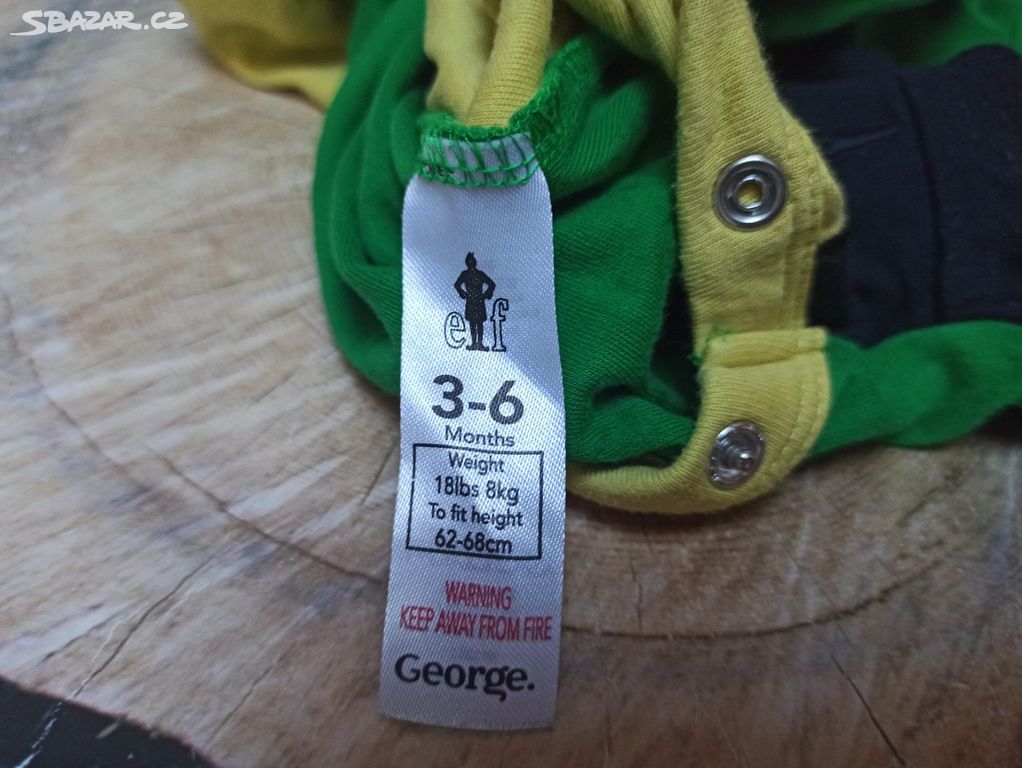 SBAZAR.CZ
elf
3-6
Months
Weight
18lbs 8kg
To fit height
62-68cm
WARNING
KEEP AWAY FROM FIRE
George.